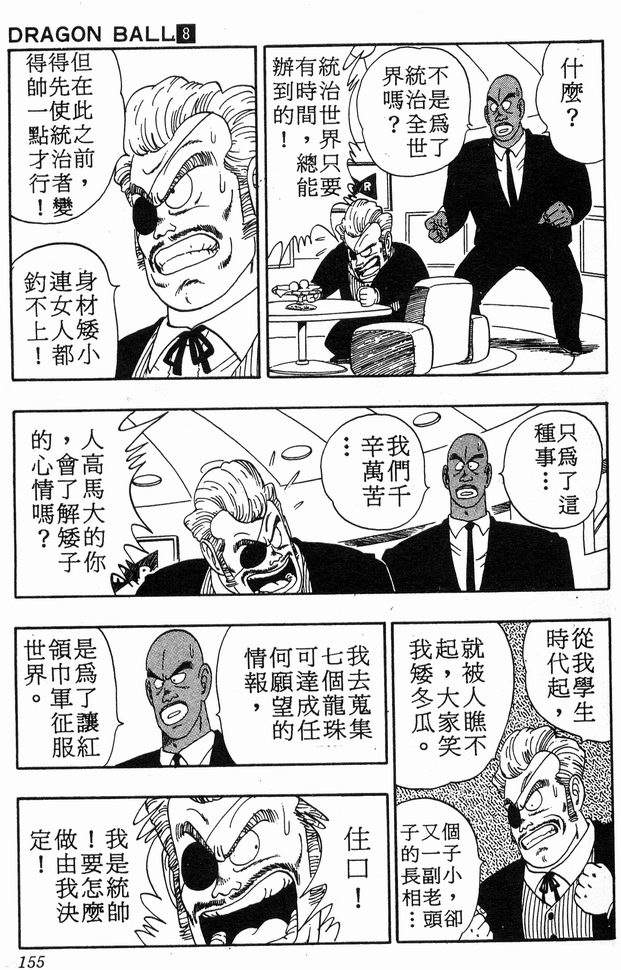 DRAGON BALL 8
什麼？
不是爲了
統治全世
界嗎？
統治世界只要
有時間，總能
辦到的！
R
但在此之前，
得先使統治者變
得帥一點才行！
身材矮小
連女人都
釣不上！
只爲了這
種事…
我們千
辛萬苦
…
人高馬大的你
，會了解矮子
的心情嗎？
R
從我學生
時代起，
就被人瞧不
起，大家笑
我矮冬瓜。
個子小，卻
又一副老頭
子的長相…
我去蒐集
七個龍珠
可達成任
何願望的
情報，
是爲了讓紅
領巾軍征服
世界。
住口！
我是統帥
！要怎麼
做由我決
定！
155